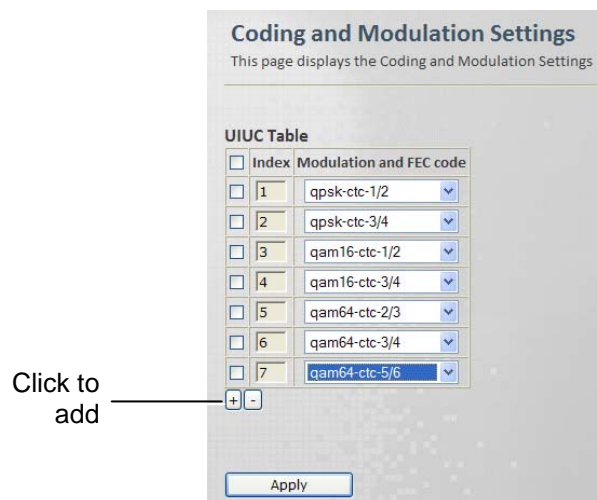 Coding and Modulation Settings
This page displays the Coding and Modulation Settings
UIUC Table
Index Modulation and FEC code
1 qpsk-ctc-1/2
2 qpsk-ctc-3/4
3 qam16-ctc-1/2
4 qam16-ctc-3/4
5 qam64-ctc-2/3
6 qam64-ctc-3/4
7 qam64-ctc-5/6
Click to
add
+ -
Apply